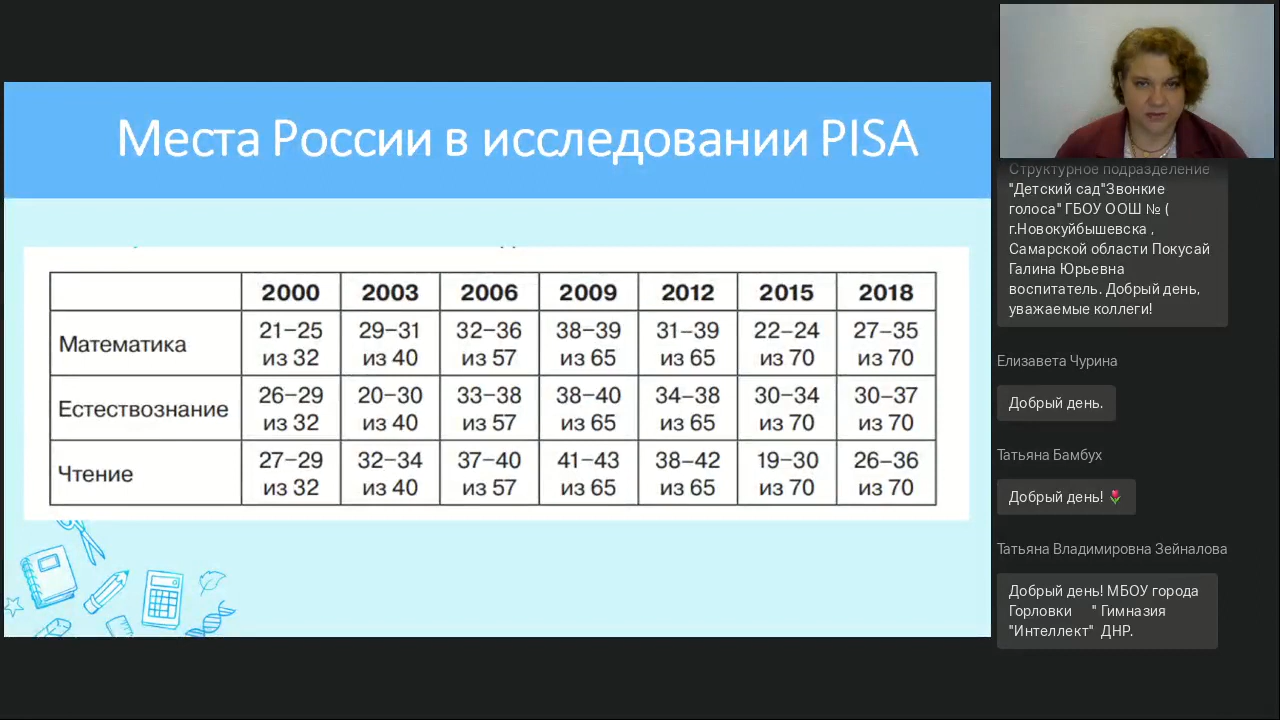 Места России в исследовании PISA
2000 2003 2006 2009 2012 2015 2018
Математика 21–25 из 32 29–31 из 40 32–36 из 57 38–39 из 65 31–39 из 65 22–24 из 70 27–35 из 70
Естествознание 26–29 из 32 20–30 из 40 33–38 из 57 38–40 из 65 34–38 из 65 30–34 из 70 30–37 из 70
Чтение 27–29 из 32 32–34 из 40 37–40 из 57 41–43 из 65 38–42 из 65 19–30 из 70 26–36 из 70
Структурное подразделение
"Детский сад"Звонкие
голоса" ГБОУ ООШ № (
г.Новокуйбышевска ,
Самарской области Покусай
Галина Юрьевна
воспитатель. Добрый день,
уважаемые коллеги!
Елизавета Чурина
Добрый день.
Татьяна Бамбух
Добрый день! 🌷
Татьяна Владимировна Зейналова
Добрый день! МБОУ города
Горловки " Гимназия
"Интеллект" ДНР.